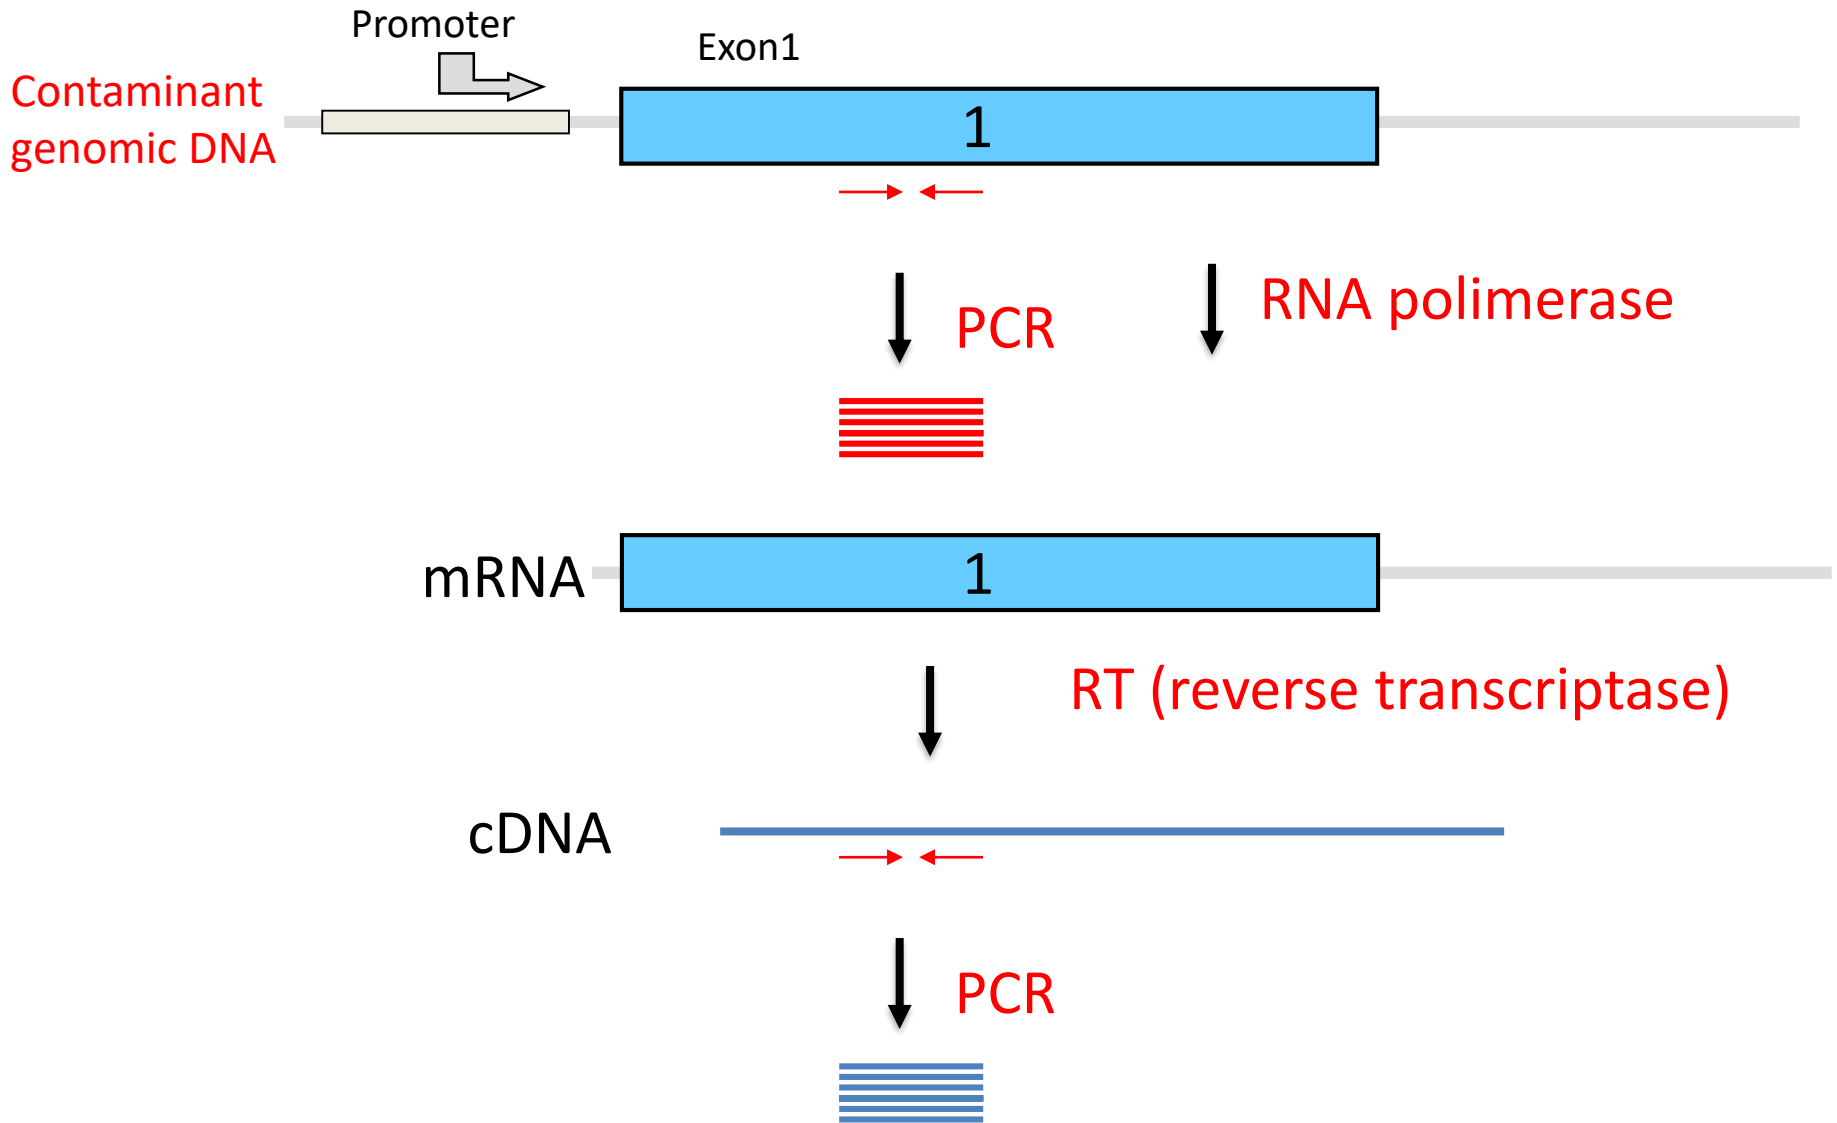 Promoter
Exon1
Contaminant
genomic DNA
1
PCR
RNA polimerase
mRNA
1
RT (reverse transcriptase)
cDNA
PCR